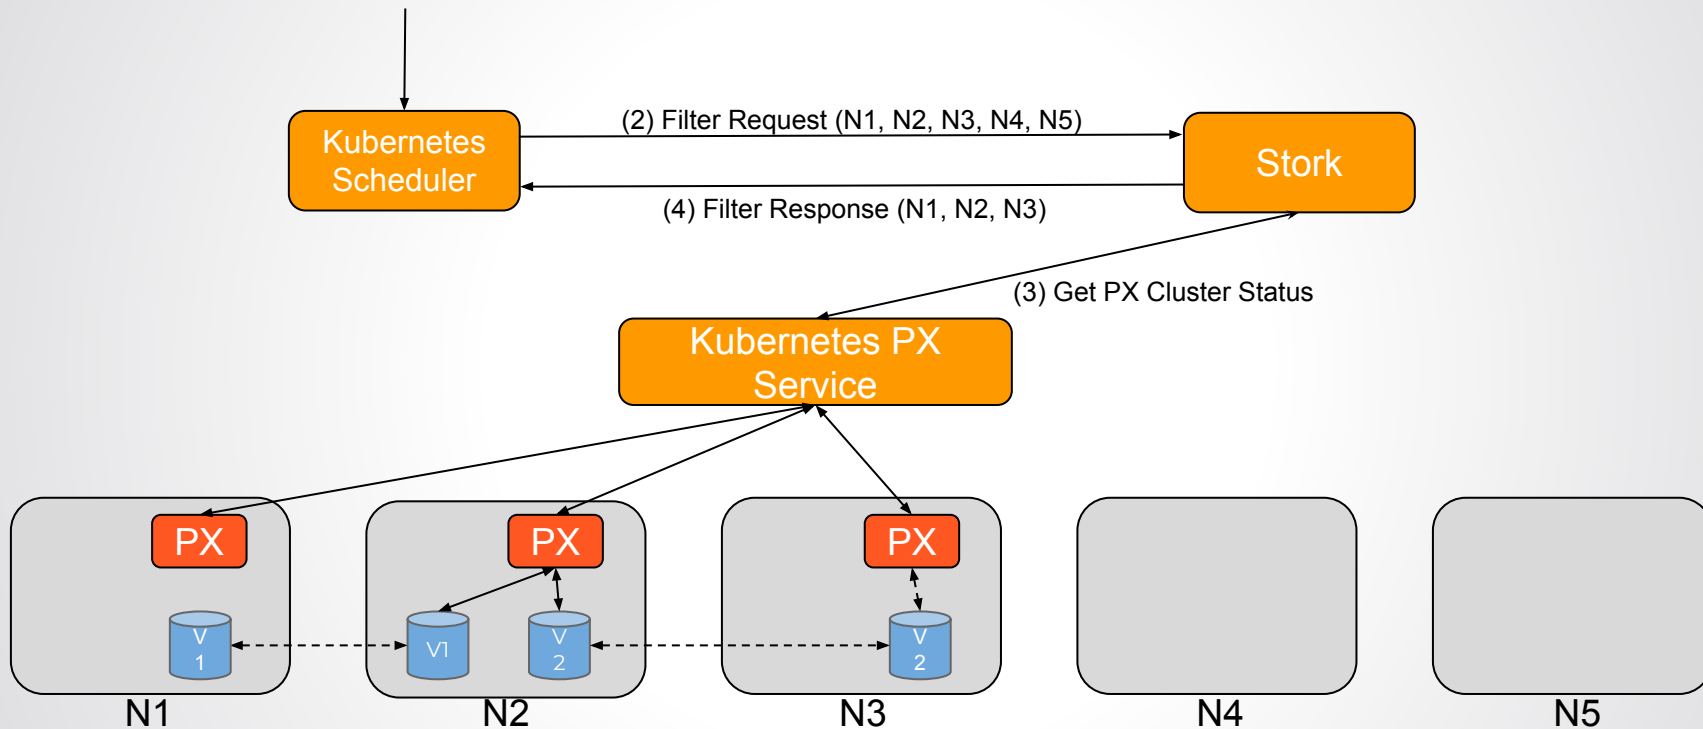 (2) Filter Request (N1, N2, N3, N4, N5)
Kubernetes
Scheduler
Stork
(4) Filter Response (N1, N2, N3)
(3) Get PX Cluster Status
Kubernetes PX
Service
PX
PX
PX
V
1
V1
V
2
V
2
N1
N2
N3
N4
N5